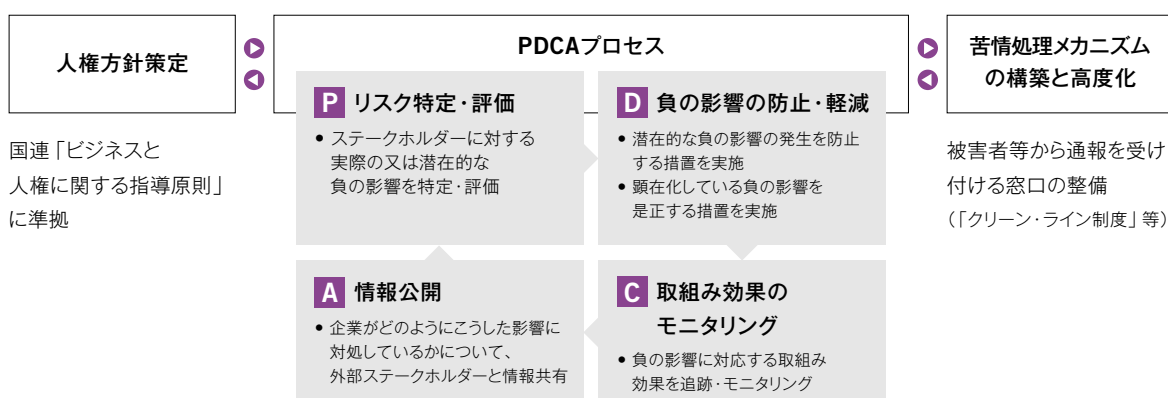 人権方針策定
国連「ビジネスと
人権に関する指導原則」
に準拠
PDCAプロセス
P リスク特定・評価
• ステークホルダーに対する
実際の又は潜在的な
負の影響を特定・評価
D 負の影響の防止・軽減
• 潜在的な負の影響の発生を防止
する措置を実施
• 顕在化している負の影響を
是正する措置を実施
A 情報公開
• 企業がどのようにこうした影響に
対処しているかについて、
外部ステークホルダーと情報共有
C 取組み効果の
モニタリング
• 負の影響に対応する取組み
効果を追跡・モニタリング
苦情処理メカニズム
の構築と高度化
被害者等から通報を受け
付ける窓口の整備
(「クリーン・ライン制度」等)